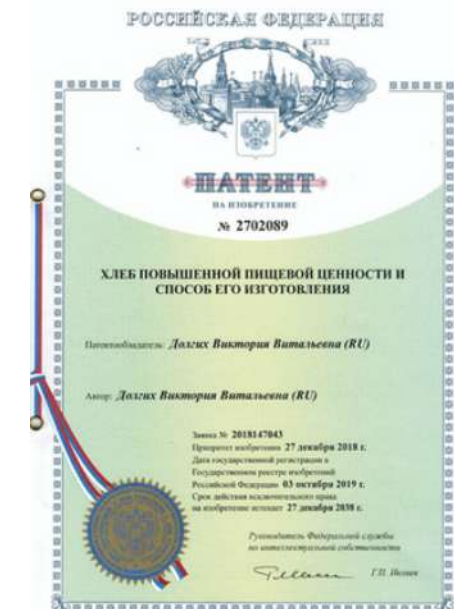 РОССИЙСКАЯ ФЕДЕРАЦИЯ
ПАТЕНТ
НА ИЗОБРЕТЕНИЕ
№ 2702089
ХЛЕБ ПОВЫШЕННОЙ ПИЩЕВОЙ ЦЕННОСТИ И
СПОСОБ ЕГО ИЗГОТОВЛЕНИЯ
Патентообладатель: Долгих Виктория Витальевна (RU)
Автор: Долгих Виктория Витальевна (RU)
Заявка № 2018147043
Приоритет изобретения 27 декабря 2018 г.
Дата государственной регистрации в
Государственном реестре изобретений
Российской Федерации 03 октября 2019 г.
Срок действия исключительного права
на изобретение истекает 27 декабря 2038 г.
Руководитель Федеральной службы
по интеллектуальной собственности
Г.П. Ивлиев